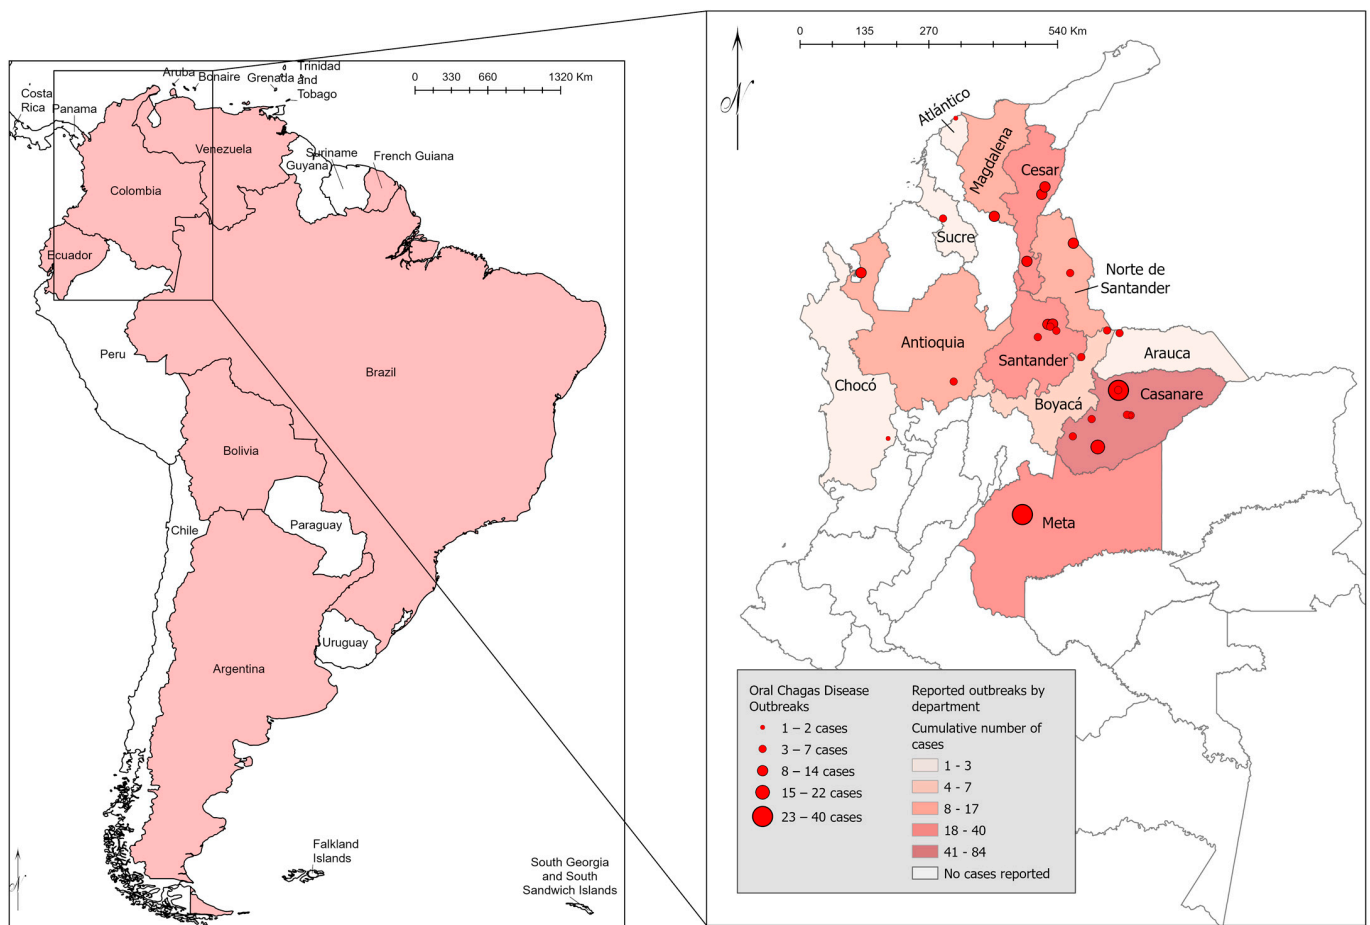 0 330 660 1320 Km
Costa
Rica
Panama
Aruba
Bonaire
Grenada
Trinidad
and
Tobago
Venezuela
Guyana
Suriname
French Guiana
Colombia
Ecuador
Peru
Brazil
Bolivia
Paraguay
Chile
Uruguay
Argentina
Falkland
Islands
South Georgia
and South
Sandwich Islands
N
0 135 270 540 Km
N
Atlántico
Magdalena
Cesar
Sucre
Norte de
Santander
Antioquia
Santander
Arauca
Chocó
Boyacá
Casanare
Meta
Oral Chagas Disease
Outbreaks
1 – 2 cases
3 – 7 cases
8 – 14 cases
15 – 22 cases
23 – 40 cases
Reported outbreaks by
department
Cumulative number of
cases
1 - 3
4 - 7
8 - 17
18 - 40
41 - 84
No cases reported